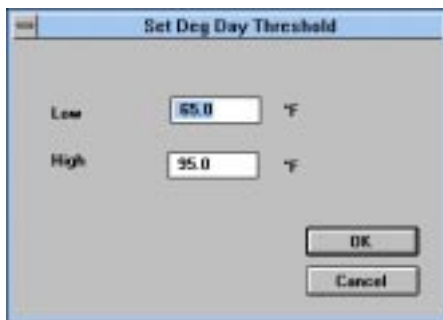 Set Deg Day Threshold
Low 65.0 °F
High 95.0 °F
OK
Cancel